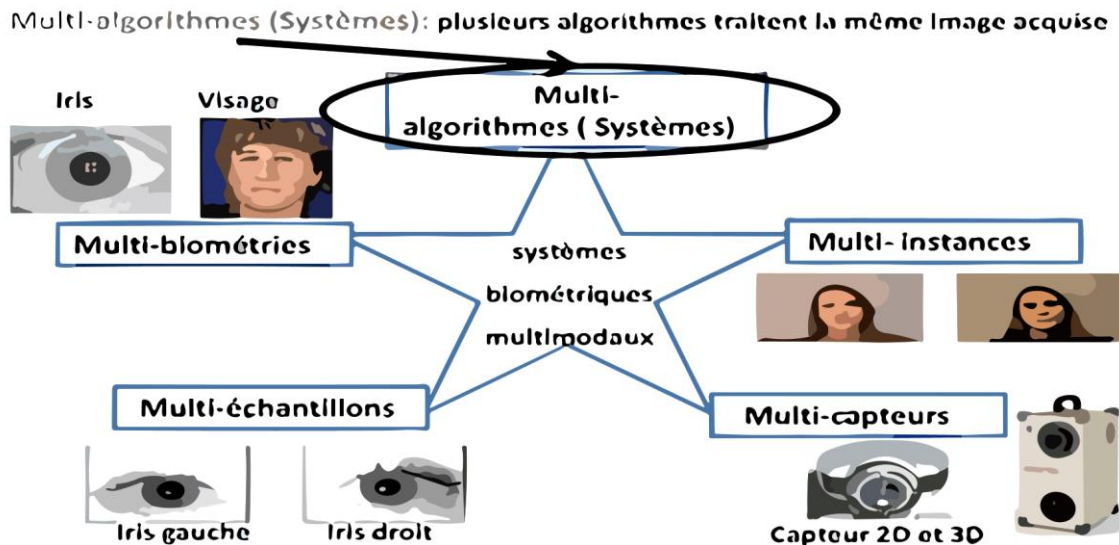 Multi-algorithmes (Systèmes): plusieurs algorithmes traitent la même image acquise
Iris
Visage
Multi-
algorithmes ( Systèmes)
Multi-biométries
systèmes
biométriques
multimodaux
Multi- instances
Multi-échantillons
Multi-capteurs
Iris gauche
Iris droit
Capteur 2D et 3D